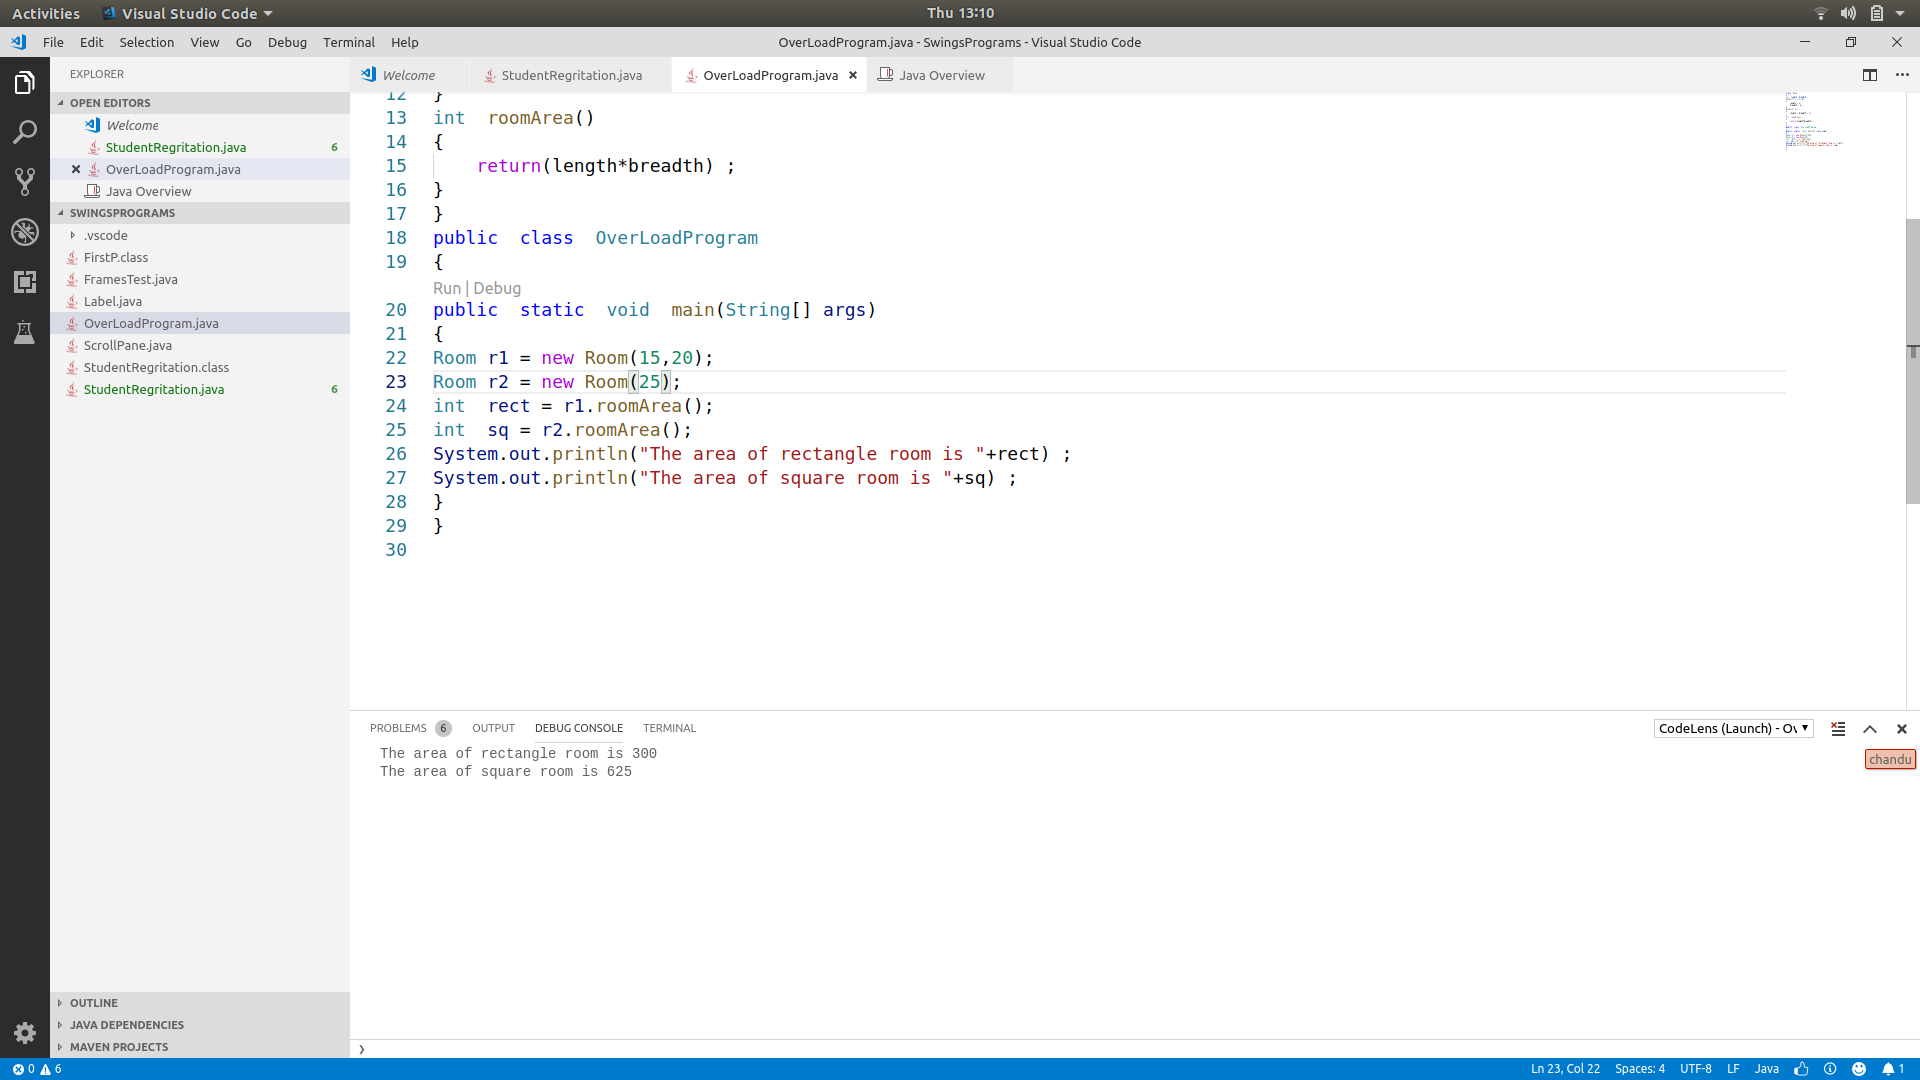 Activities
Visual Studio Code
Thu 13:10
File Edit Selection View Go Debug Terminal Help
OverLoadProgram.java - SwingsPrograms - Visual Studio Code
EXPLORER
OPEN EDITORS
Welcome
StudentRegritation.java 6
OverLoadProgram.java
Java Overview
SWINGSPROGRAMS
.vscode
FirstP.class
FramesTest.java
Label.java
OverLoadProgram.java
ScrollPane.java
StudentRegritation.class
StudentRegritation.java 6
OUTLINE
JAVA DEPENDENCIES
MAVEN PROJECTS
Welcome StudentRegritation.java OverLoadProgram.java Java Overview
12 }
13 int  roomArea()
14 {
15     return(length*breadth) ;
16 }
17 }
18 public  class  OverLoadProgram
19 {
Run | Debug
20 public  static  void  main(String[] args)
21 {
22 Room r1 = new Room(15,20);
23 Room r2 = new Room(25);
24 int  rect = r1.roomArea();
25 int  sq = r2.roomArea();
26 System.out.println("The area of rectangle room is "+rect) ;
27 System.out.println("The area of square room is "+sq) ;
28 }
29 }
30
PROBLEMS 6 OUTPUT DEBUG CONSOLE TERMINAL
CodeLens (Launch) - Ov
The area of rectangle room is 300
The area of square room is 625
chandu
0 6
Ln 23, Col 22 Spaces: 4 UTF-8 LF Java 1